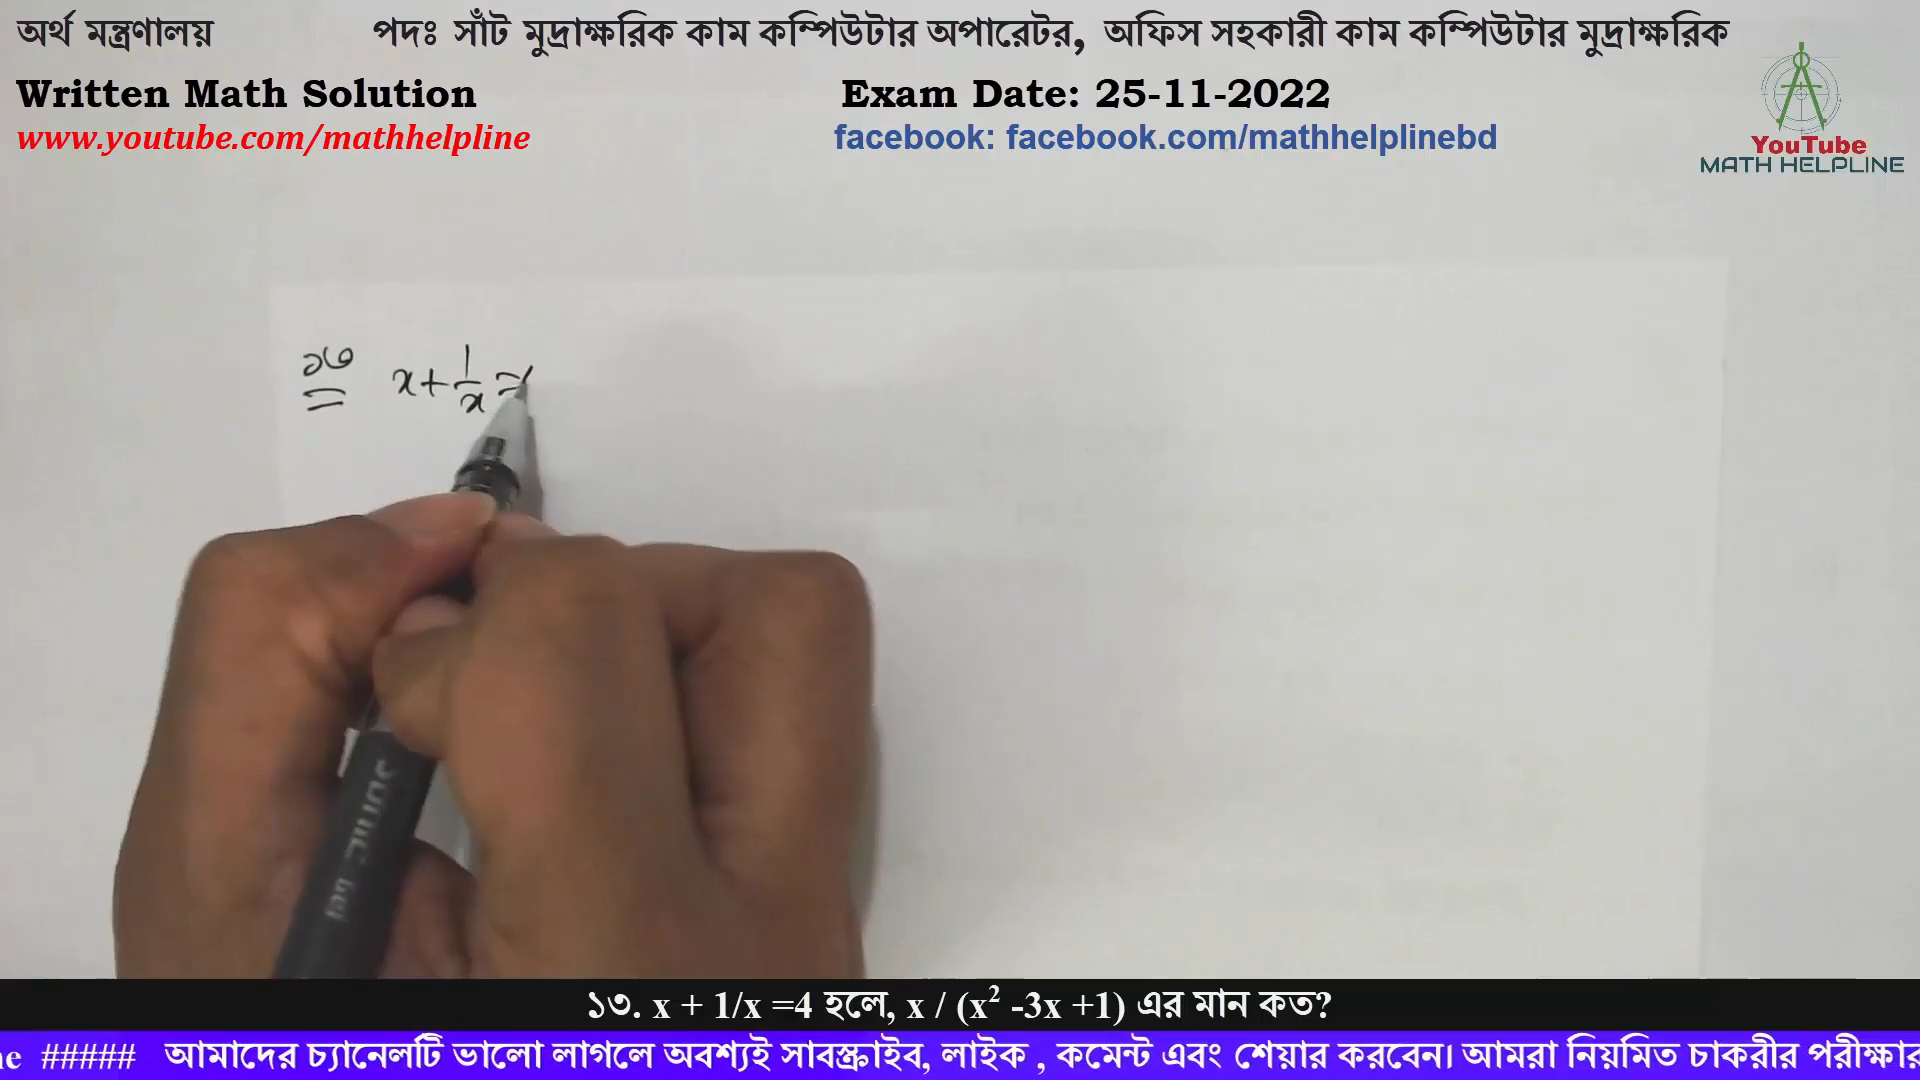 অর্থ মন্ত্রণালয় পদঃ সাঁট মুদ্রাক্ষরিক কাম কম্পিউটার অপারেটর, অফিস সহকারী কাম কম্পিউটার মুদ্রাক্ষরিক
Written Math Solution Exam Date: 25-11-2022
www.youtube.com/mathhelpline facebook: facebook.com/mathhelplinebd
YouTube
MATH HELPLINE
১৩ x + 1/x =
১৩. x + 1/x =4 হলে, x / (x² -3x +1) এর মান কত?
ne ##### আমাদের চ্যানেলটি ভালো লাগলে অবশ্যই সাবস্ক্রাইব, লাইক , কমেন্ট এবং শেয়ার করবেন। আমরা নিয়মিত চাকরীর পরীক্ষার